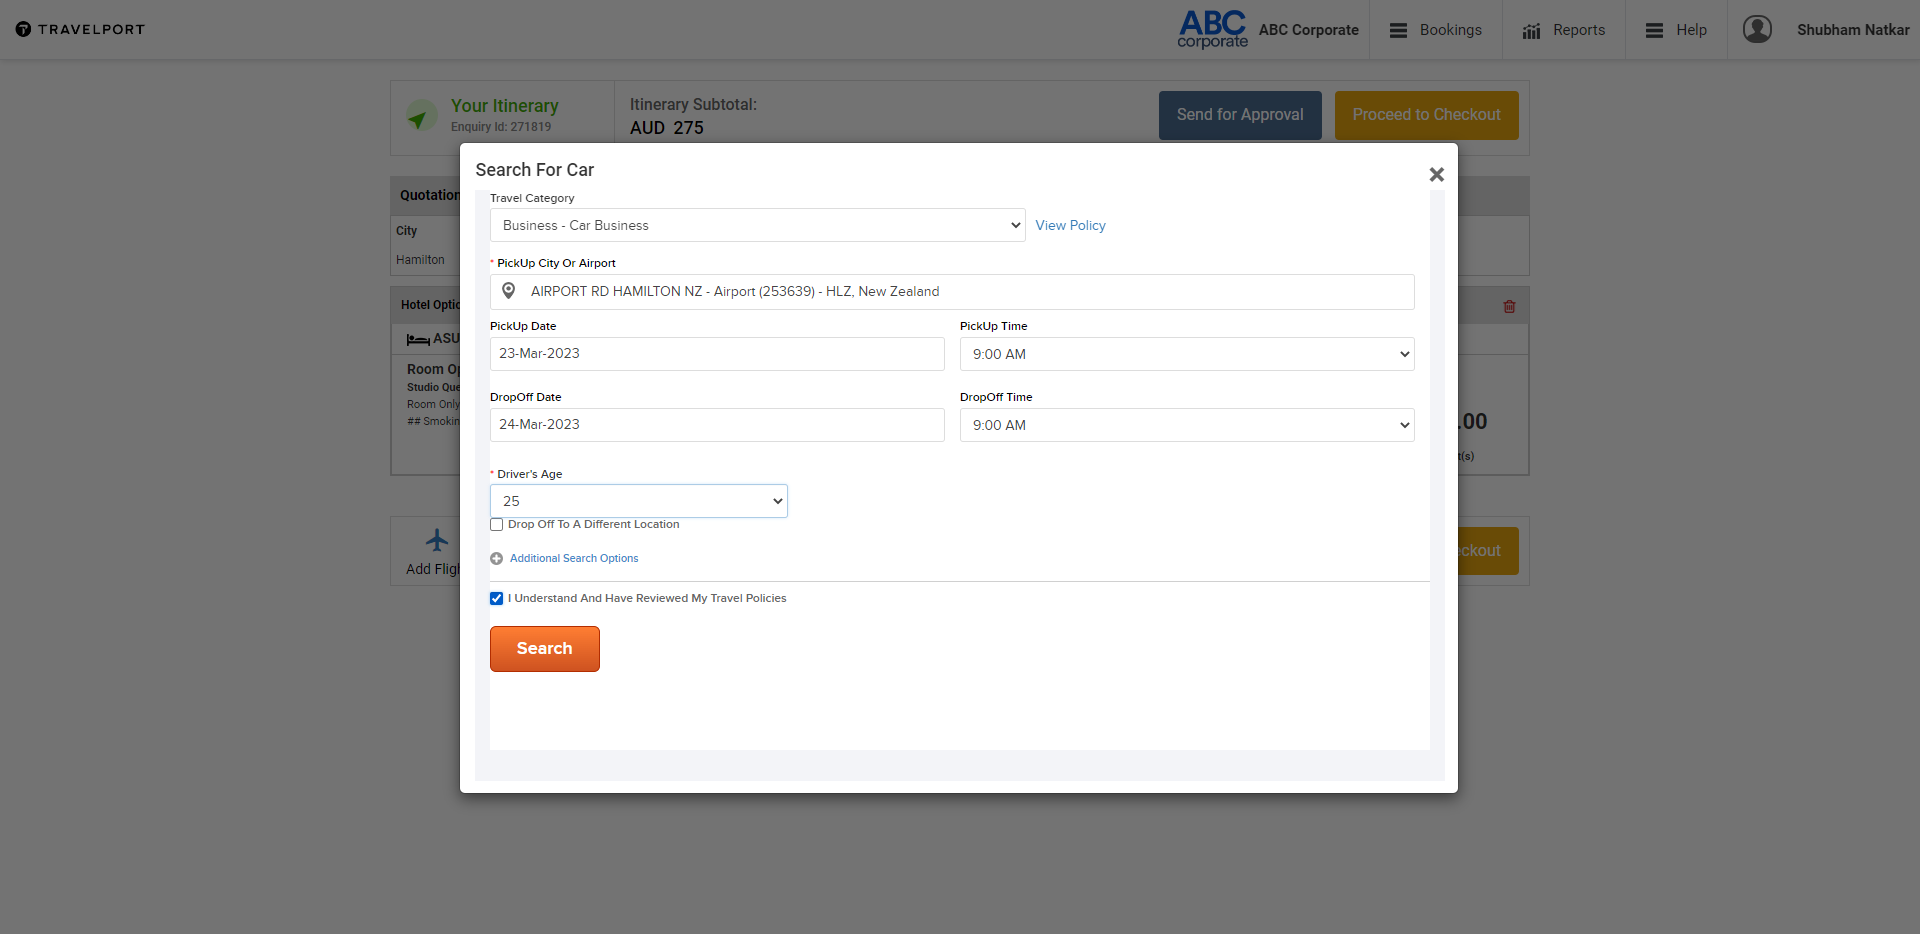 TRAVELPORT
ABC
corporate
ABC Corporate
Bookings
Reports
Help
Shubham Natkar
Your Itinerary
Enquiry Id: 271819
Itinerary Subtotal:
AUD 275
Send for Approval
Proceed to Checkout
Quotation
City
Hamilton
Hotel Optio
ASU
Room Op
Studio Que
Room Only
## Smokin
.00
t(s)
Add Fligh
eckout
Search For Car
Travel Category
Business - Car Business
View Policy
* PickUp City Or Airport
AIRPORT RD HAMILTON NZ - Airport (253639) - HLZ, New Zealand
PickUp Date
PickUp Time
23-Mar-2023
9:00 AM
DropOff Date
DropOff Time
24-Mar-2023
9:00 AM
* Driver's Age
25
Drop Off To A Different Location
Additional Search Options
I Understand And Have Reviewed My Travel Policies
Search